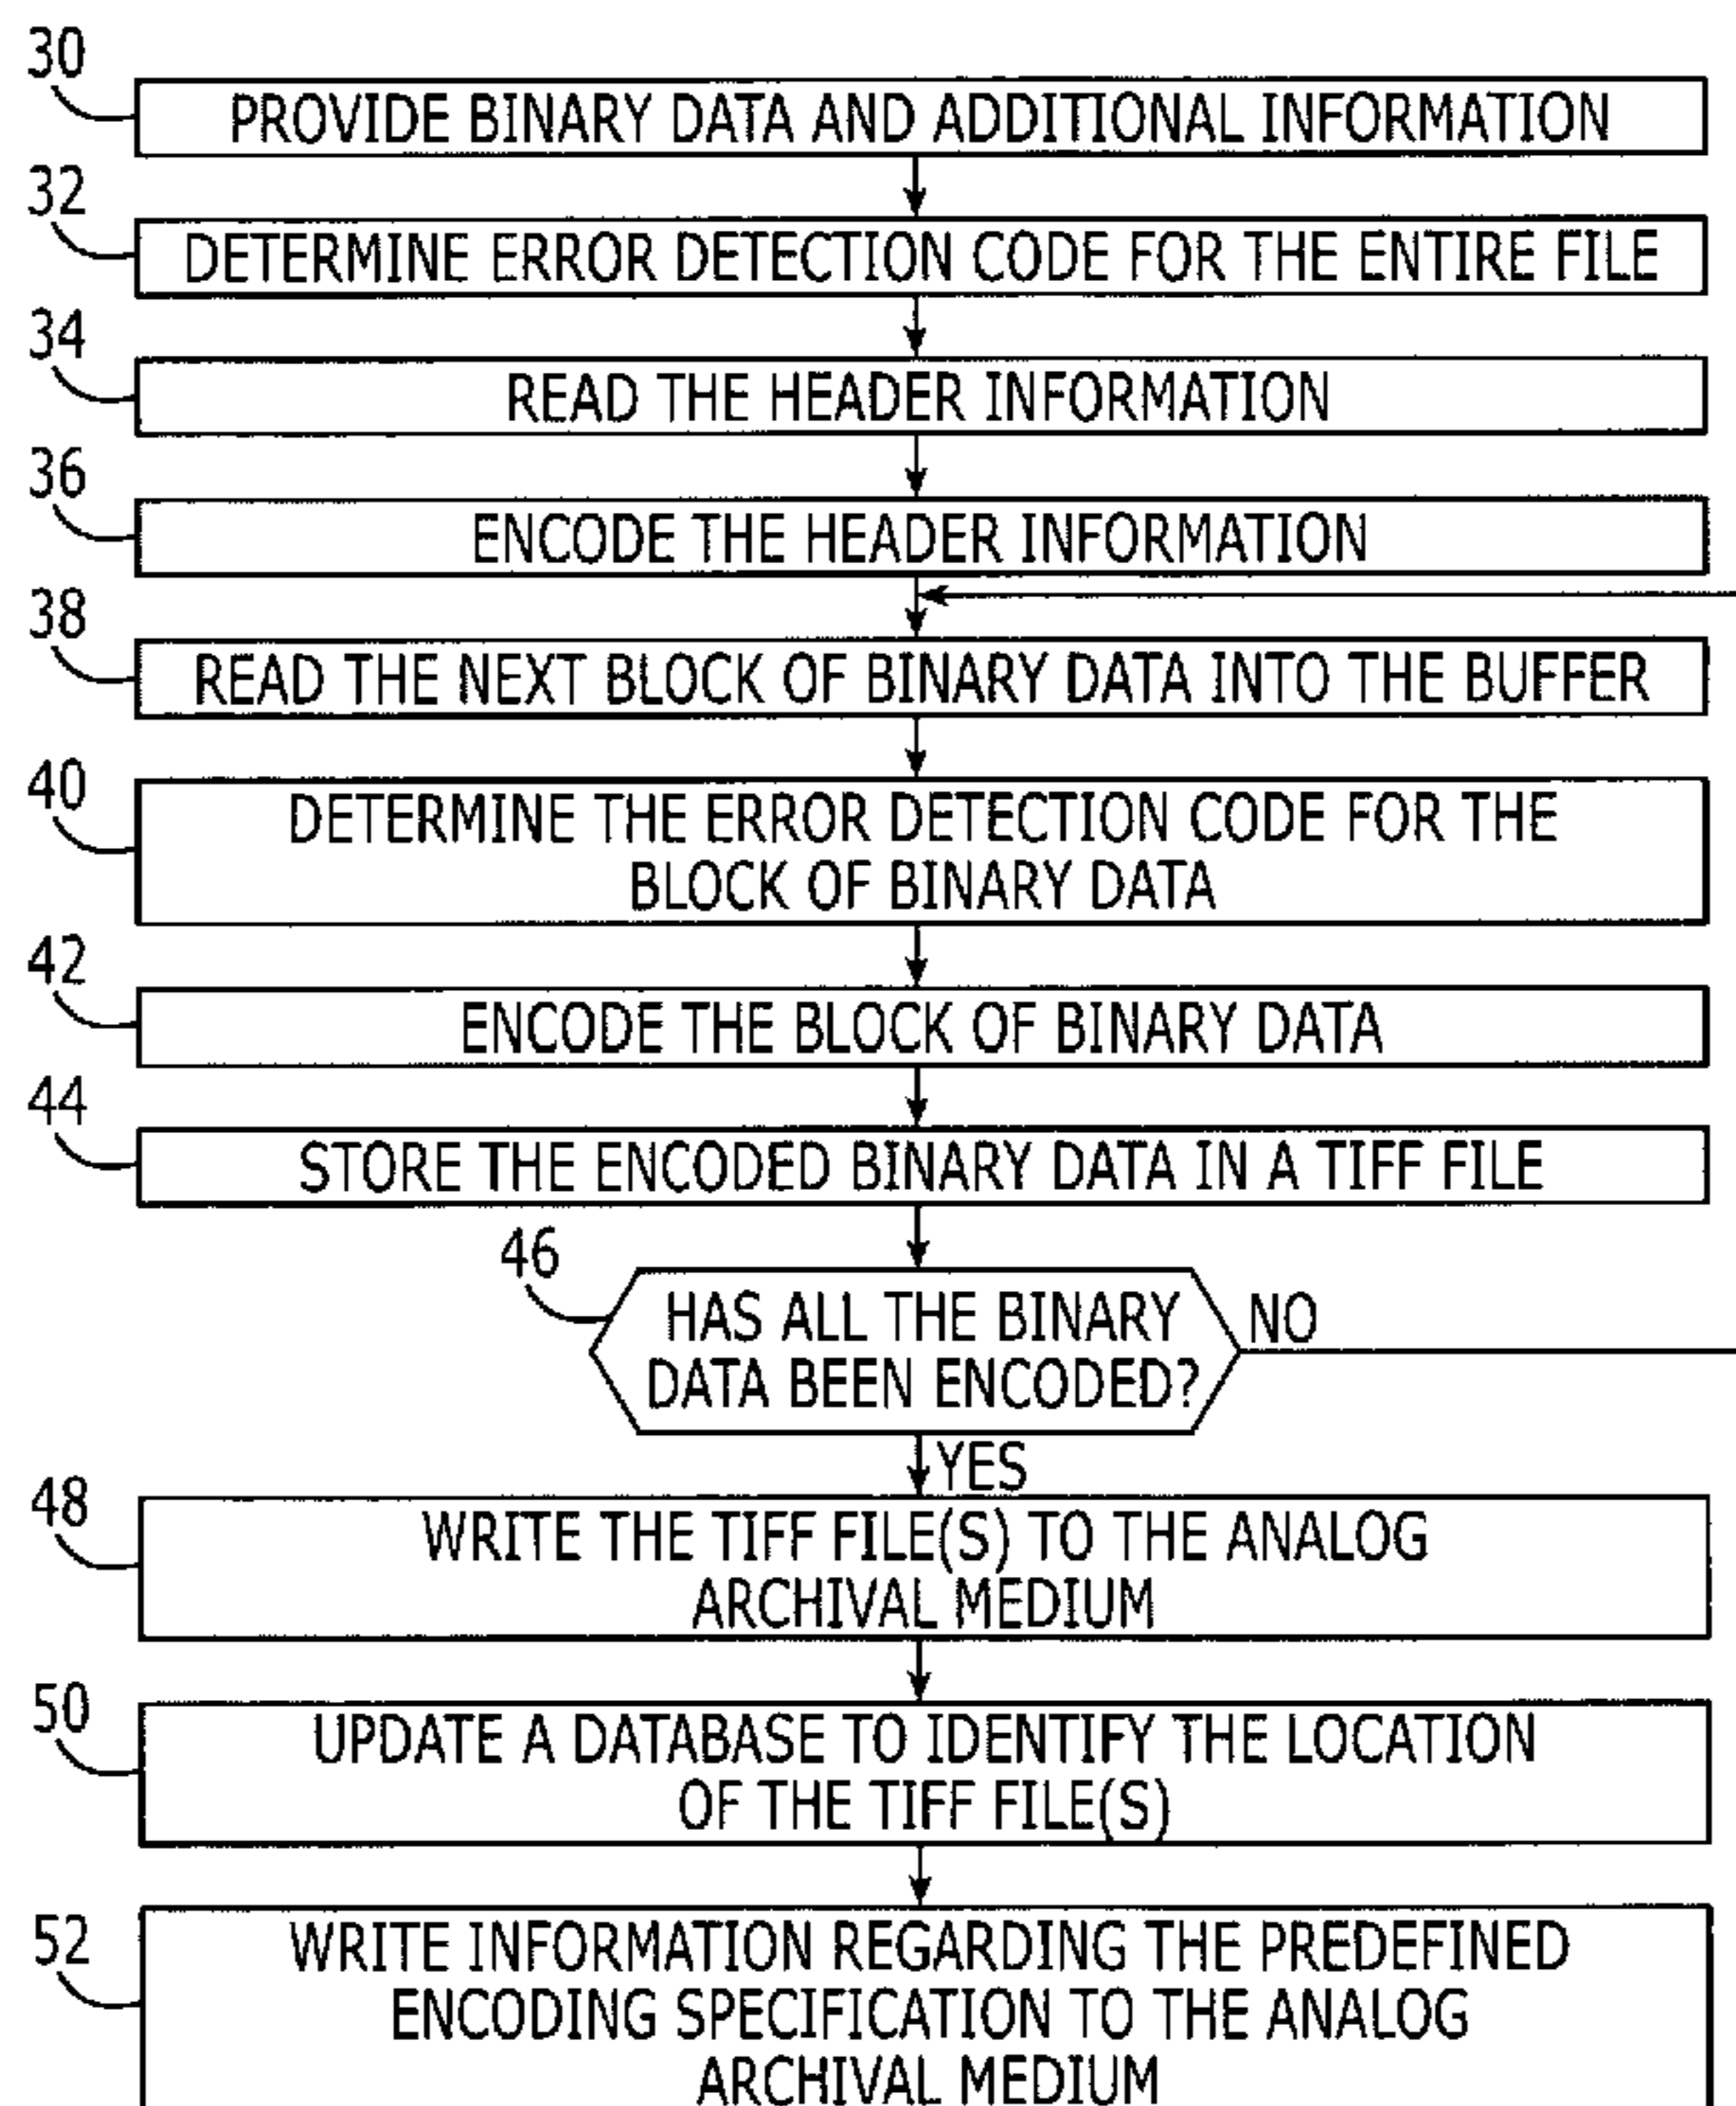 30
PROVIDE BINARY DATA AND ADDITIONAL INFORMATION
32
DETERMINE ERROR DETECTION CODE FOR THE ENTIRE FILE
34
READ THE HEADER INFORMATION
36
ENCODE THE HEADER INFORMATION
38
READ THE NEXT BLOCK OF BINARY DATA INTO THE BUFFER
40
DETERMINE THE ERROR DETECTION CODE FOR THE
BLOCK OF BINARY DATA
42
ENCODE THE BLOCK OF BINARY DATA
44
STORE THE ENCODED BINARY DATA IN A TIFF FILE
46
HAS ALL THE BINARY
DATA BEEN ENCODED?
NO
YES
48
WRITE THE TIFF FILE(S) TO THE ANALOG
ARCHIVAL MEDIUM
50
UPDATE A DATABASE TO IDENTIFY THE LOCATION
OF THE TIFF FILE(S)
52
WRITE INFORMATION REGARDING THE PREDEFINED
ENCODING SPECIFICATION TO THE ANALOG
ARCHIVAL MEDIUM